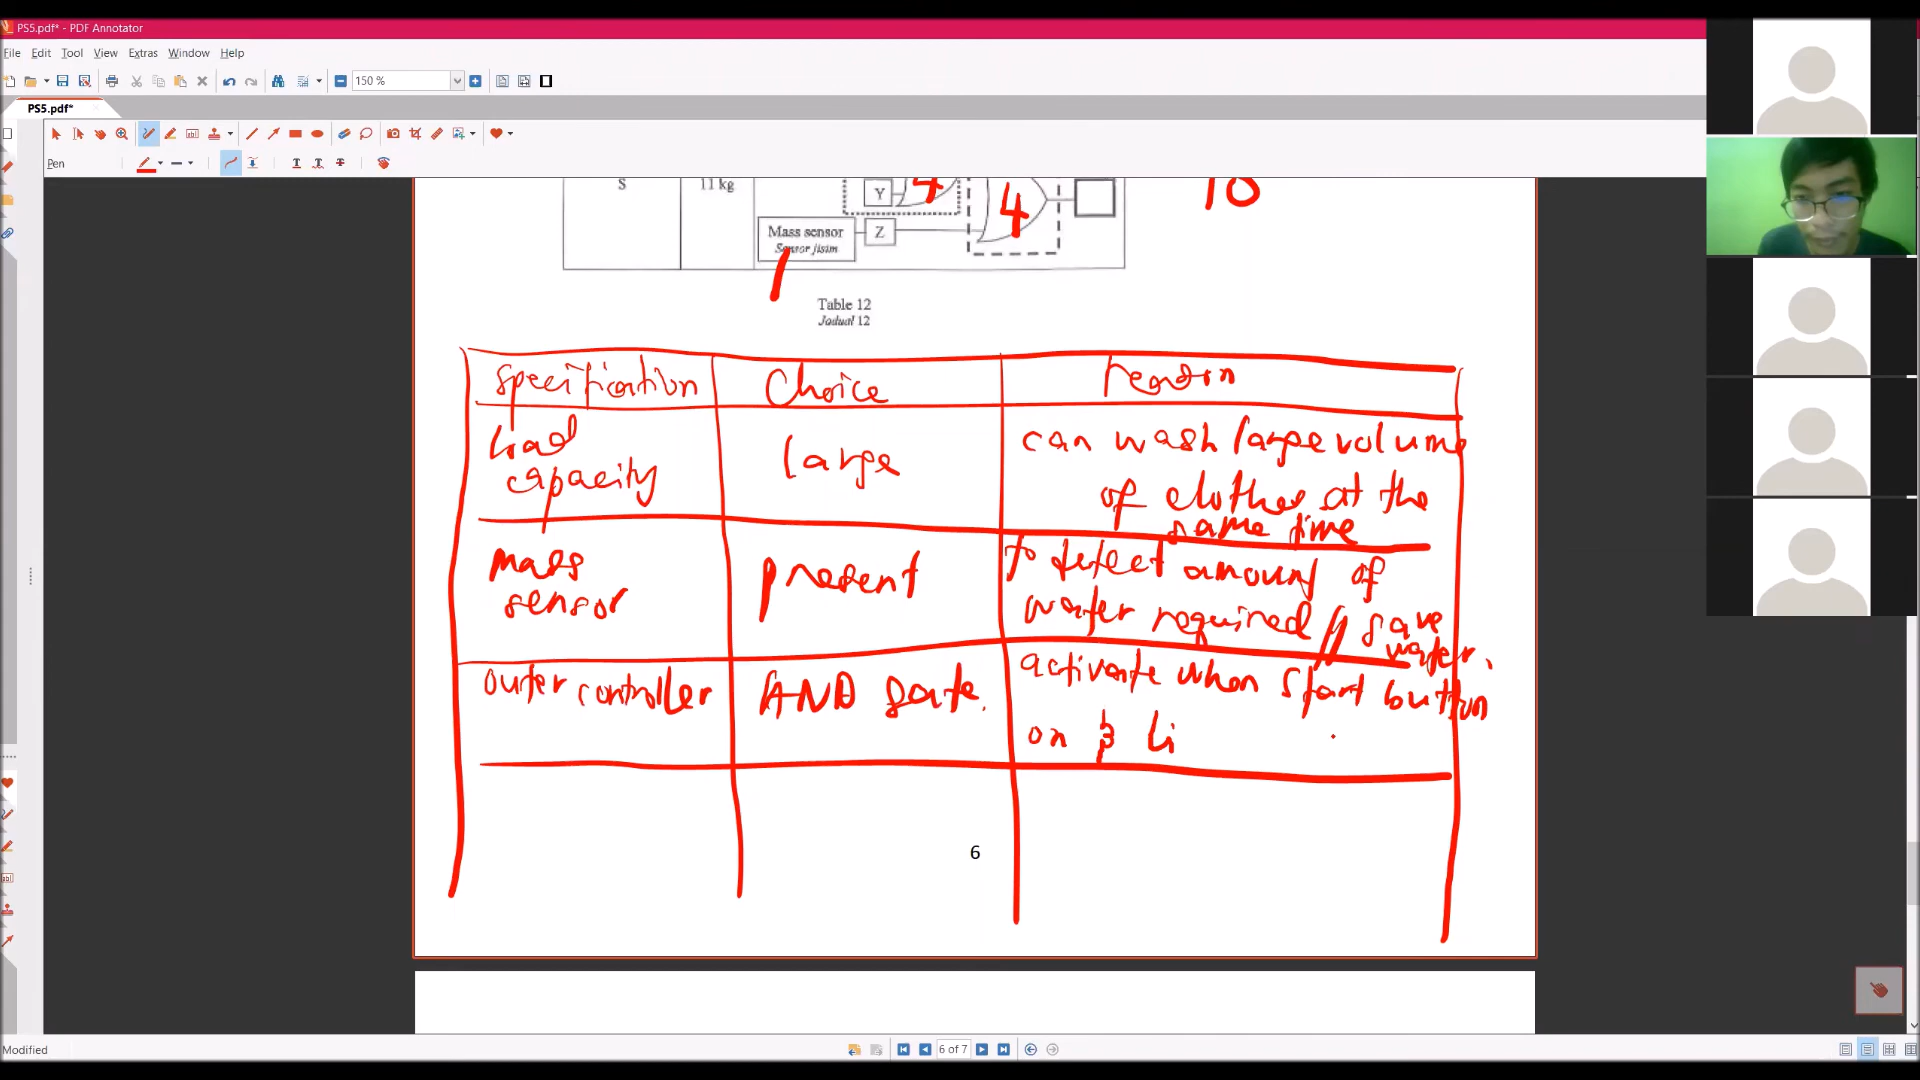 PS5.pdf* - PDF Annotator
File Edit Tool View Extras Window Help
150 %
PS5.pdf*
Pen
S
11 kg
Y
4
4
10
Mass sensor
Sensor jisim
Z
1
Table 12
Jadual 12
Specification Choice reason
load
capacity
large
can wash large volume
of clothes at the
same time
mass
sensor
present
to detect amount of
water required // save
water.
outer controller
AND gate.
activate when start button
on & li
6
Modified
6 of 7